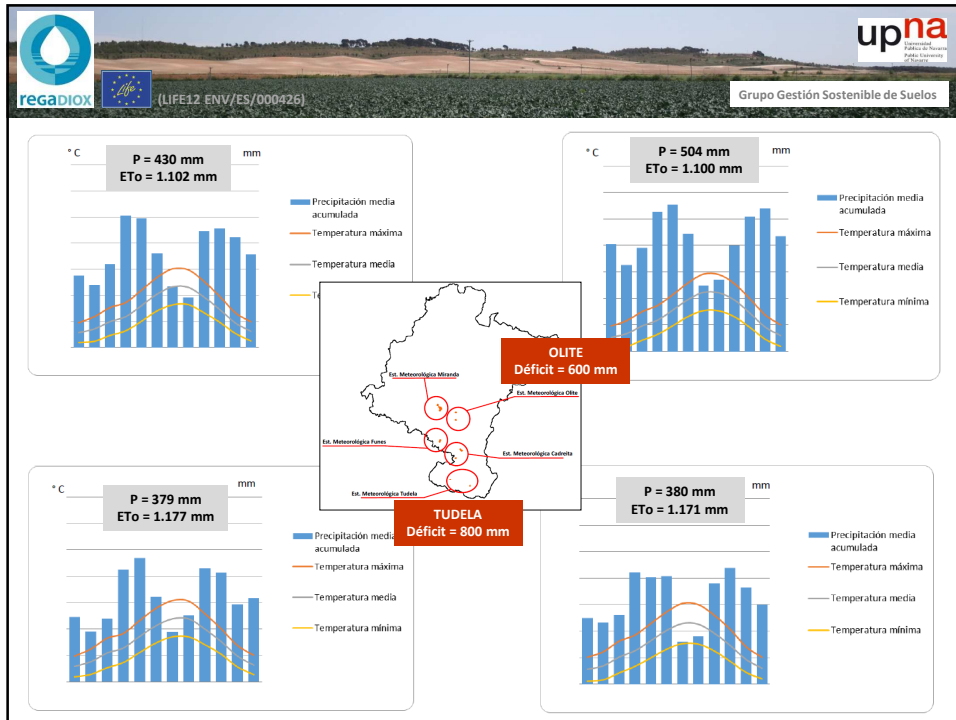 regaDIOX
Life
(LIFE12 ENV/ES/000426)
upna
Universidad
Pública de Navarra
Public University
of Navarre
Grupo Gestión Sostenible de Suelos
° C
P = 430 mm
ETo = 1.102 mm
mm
Precipitación media
acumulada
Temperatura máxima
Temperatura media
Te
° C
P = 504 mm
ETo = 1.100 mm
mm
Precipitación media
acumulada
Temperatura máxima
Temperatura media
Temperatura mínima
OLITE
Déficit = 600 mm
Est. Meteorológica Miranda
Est. Meteorológica Olite
Est. Meteorológica Funes
Est. Meteorológica Cadreita
Est. Meteorológica Tudela
TUDELA
Déficit = 800 mm
° C
P = 379 mm
ETo = 1.177 mm
mm
Precipitación media
acumulada
Temperatura máxima
Temperatura media
Temperatura mínima
P = 380 mm
ETo = 1.171 mm
mm
Precipitación media
acumulada
Temperatura máxima
Temperatura media
Temperatura mínima